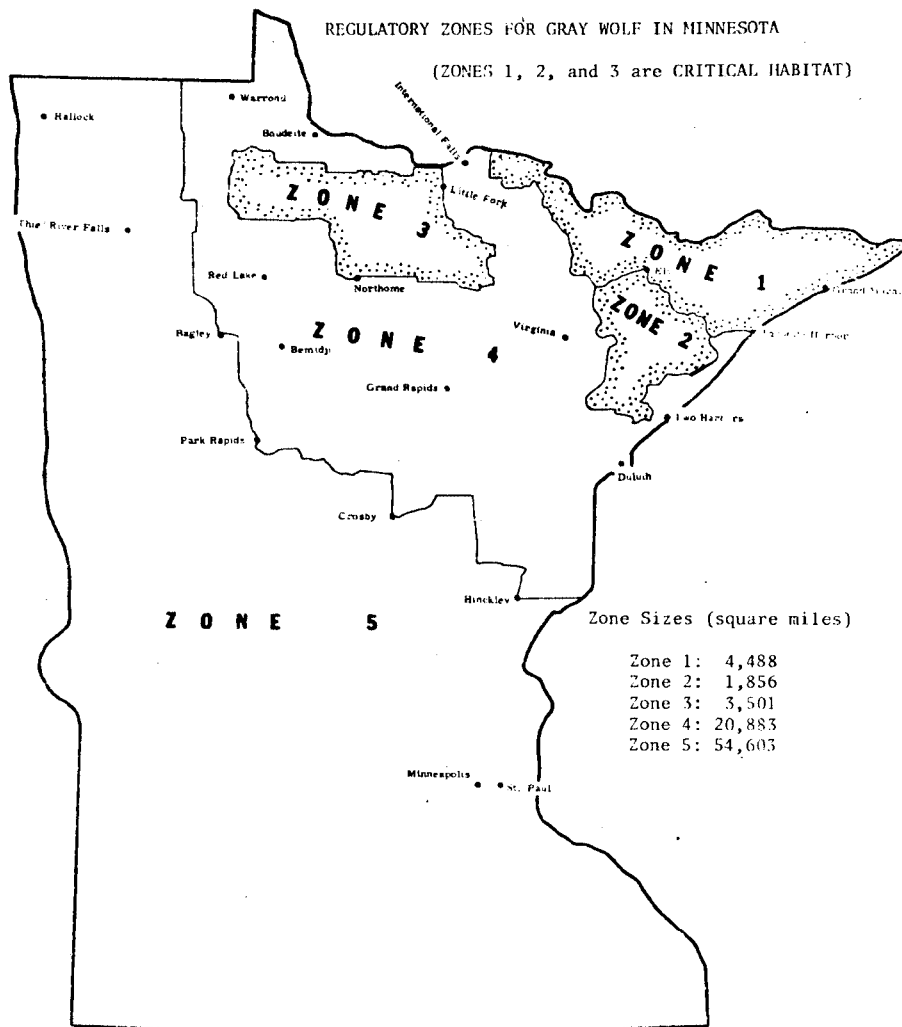 REGULATORY ZONES FOR GRAY WOLF IN MINNESOTA
(ZONES 1, 2, and 3 are CRITICAL HABITAT)
Warroad
Hallock
International Falls
Baudette
Little Fork
ZONE 3
Thief River Falls
ZONE 1
Red Lake
Northome
Grand Marais
ZONE 2
Virginia
Bagley
ZONE 4
Bemidji
Grand Rapids
Two Harbors
Park Rapids
Duluth
Crosby
Hinckley
ZONE 5
Zone Sizes (square miles)
Zone 1: 4,488
Zone 2: 1,856
Zone 3: 3,501
Zone 4: 20,883
Zone 5: 54,603
Minneapolis
St. Paul